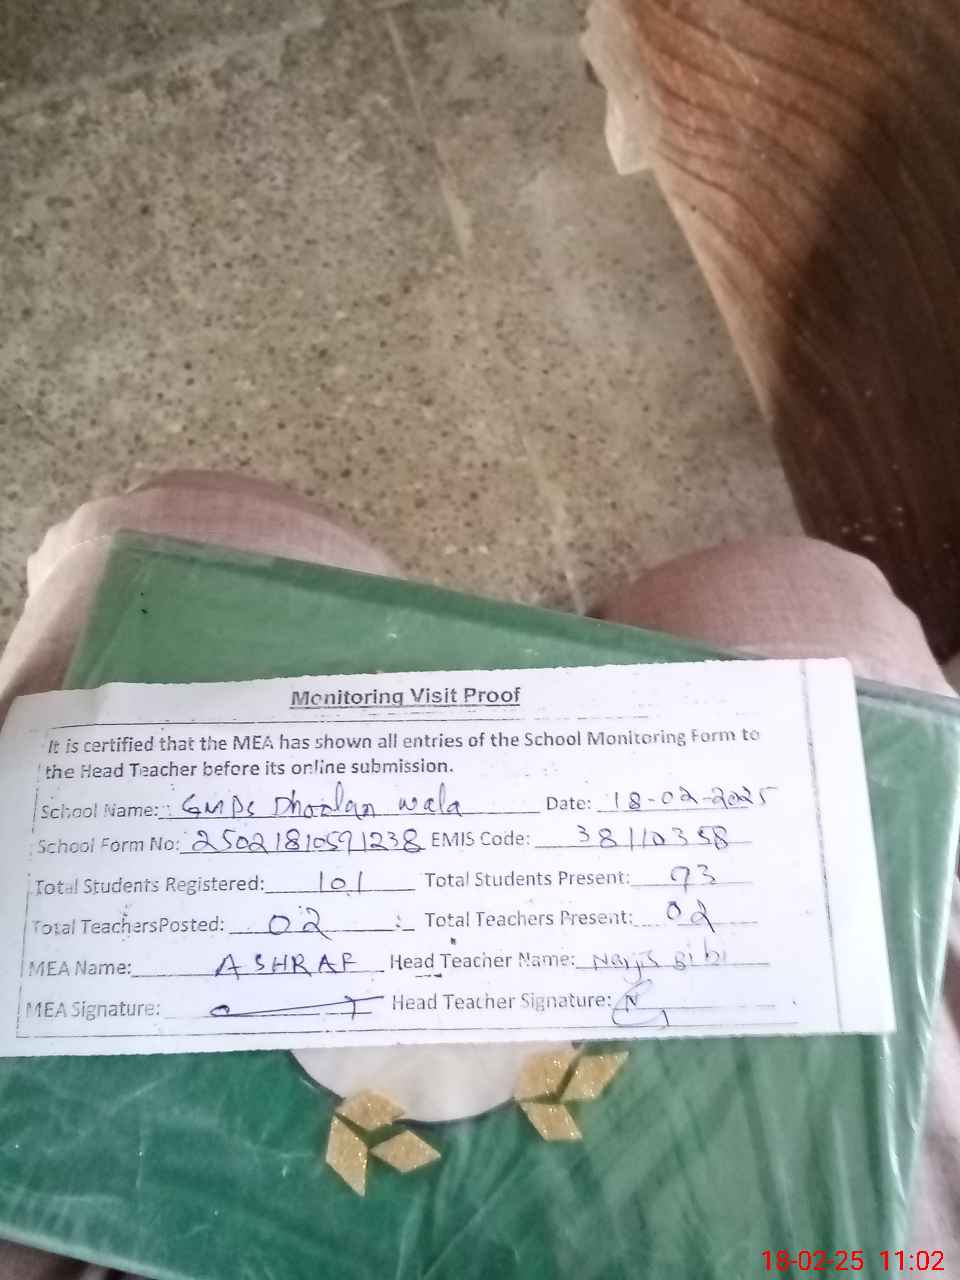 Monitoring Visit Proof
It is certified that the MEA has shown all entries of the School Monitoring Form to
the Head Teacher before its online submission.
School Name: GMPS Dhoolan wala Date: 18-02-2025
School Form No: 25021810591238 EMIS Code: 38110358
Total Students Registered: 101 Total Students Present: 93
Total TeachersPosted: 02 Total Teachers Present: 02
MEA Name: ASHRAF Head Teacher Name: Narjis Bibi
MEA Signature: Head Teacher Signature: N
18-02-25 11:02